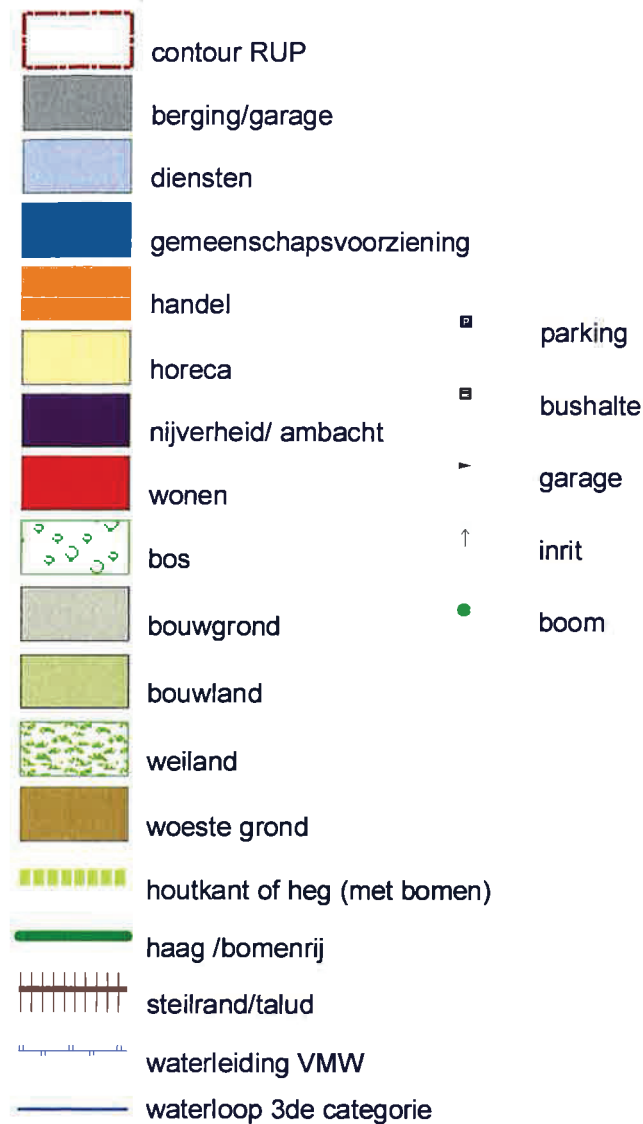 contour RUP
berging/garage
diensten
gemeenschapsvoorziening
handel
horeca
nijverheid/ ambacht
wonen
bos
bouwgrond
bouwland
weiland
woeste grond
houtkant of heg (met bomen)
haag /bomenrij
steilrand/talud
waterleiding VMW
waterloop 3de categorie
P parking
bushalte
garage
inrit
boom